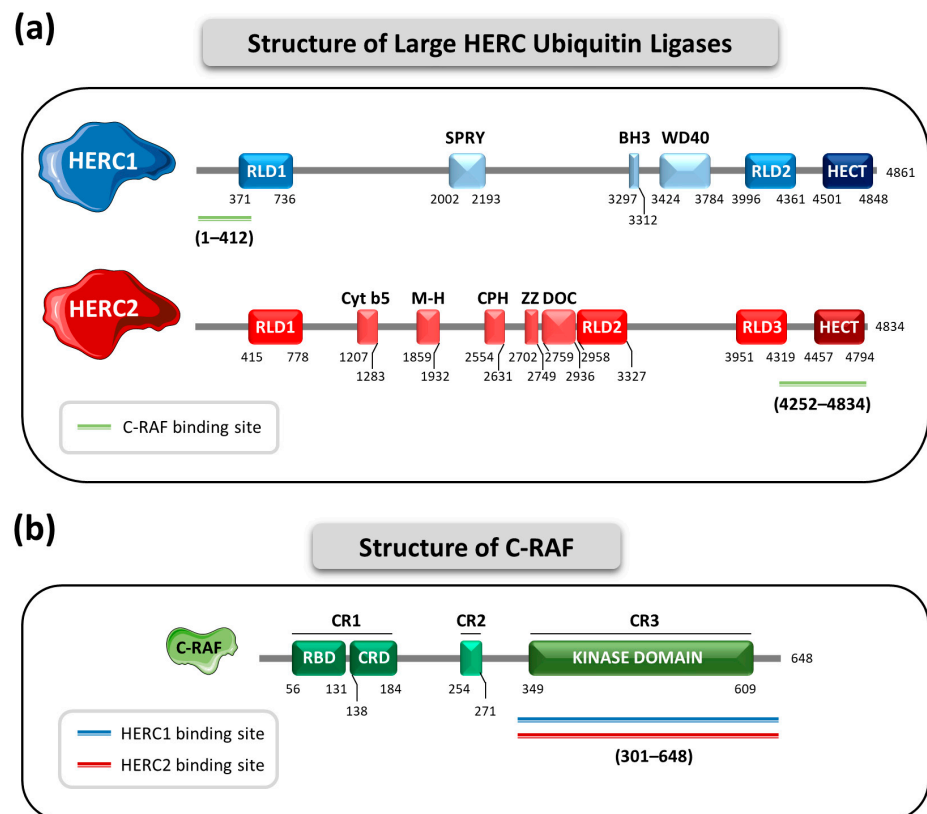 (a)
Structure of Large HERC Ubiquitin Ligases
SPRY BH3 WD40
HERC1 RLD1 RLD2 HECT 4861
371 736 2002 2193 3297 3424 3784 3996 4361 4501 4848
3312
(1–412)
HERC2 Cyt b5 M-H CPH ZZ DOC
RLD1 RLD2 RLD3 HECT 4834
415 778 1207 1859 2554 2702 2759 2958 3951 4319 4457 4794
1283 1932 2631 2749 2936 3327
(4252–4834)
C-RAF binding site
(b)
Structure of C-RAF
CR1 CR2 CR3
C-RAF RBD CRD KINASE DOMAIN 648
56 131 184 254 349 609
138 271
HERC1 binding site
HERC2 binding site
(301–648)